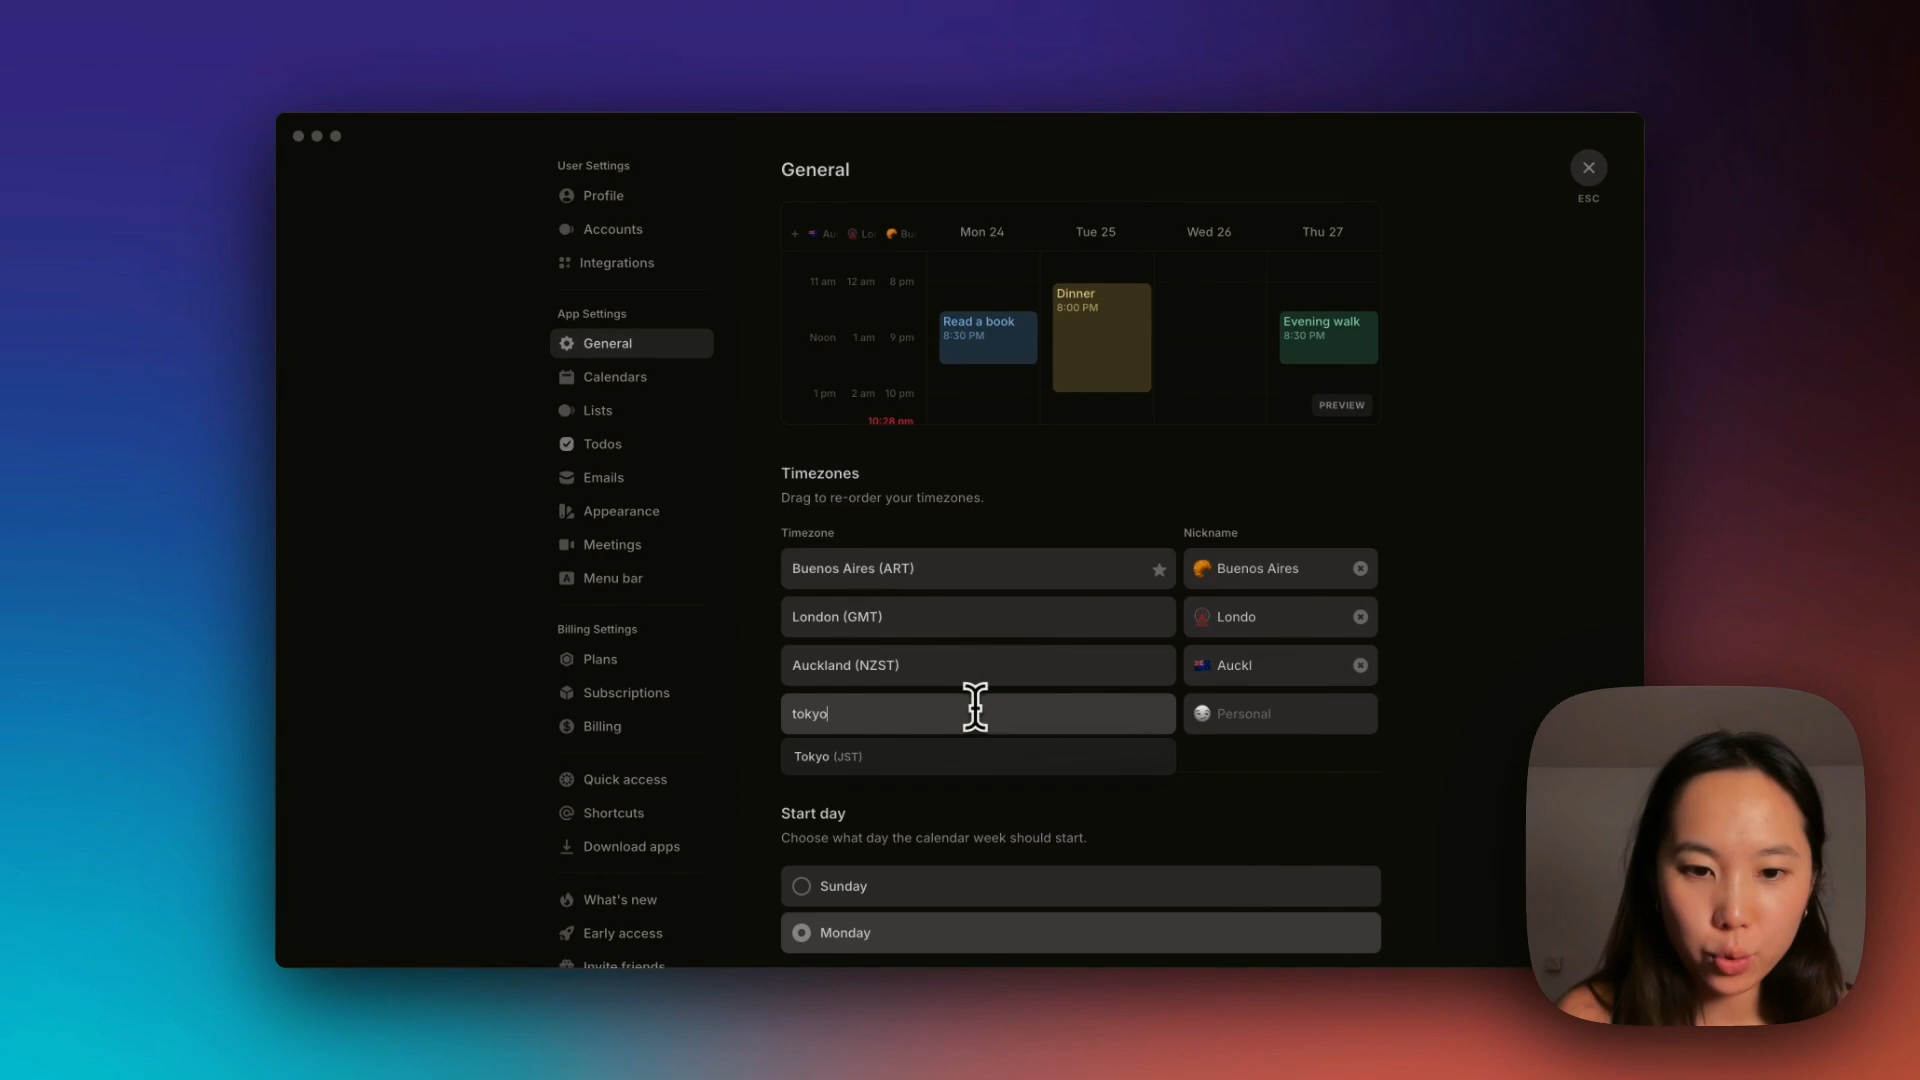 User Settings
Profile
Accounts
Integrations
App Settings
General
Calendars
Lists
Todos
Emails
Appearance
Meetings
Menu bar
Billing Settings
Plans
Subscriptions
Billing
Quick access
Shortcuts
Download apps
What's new
Early access
Invite friends
General
ESC
+ Au Lor Bu
Mon 24 Tue 25 Wed 26 Thu 27
11 am 12 am 8 pm
Noon 1 am 9 pm
1 pm 2 am 10 pm
10:28 pm
Read a book
8:30 PM
Dinner
8:00 PM
Evening walk
8:30 PM
PREVIEW
Timezones
Drag to re-order your timezones.
Timezone Nickname
Buenos Aires (ART) Buenos Aires
London (GMT) Londo
Auckland (NZST) Auckl
tokyo Personal
Tokyo (JST)
Start day
Choose what day the calendar week should start.
Sunday
Monday